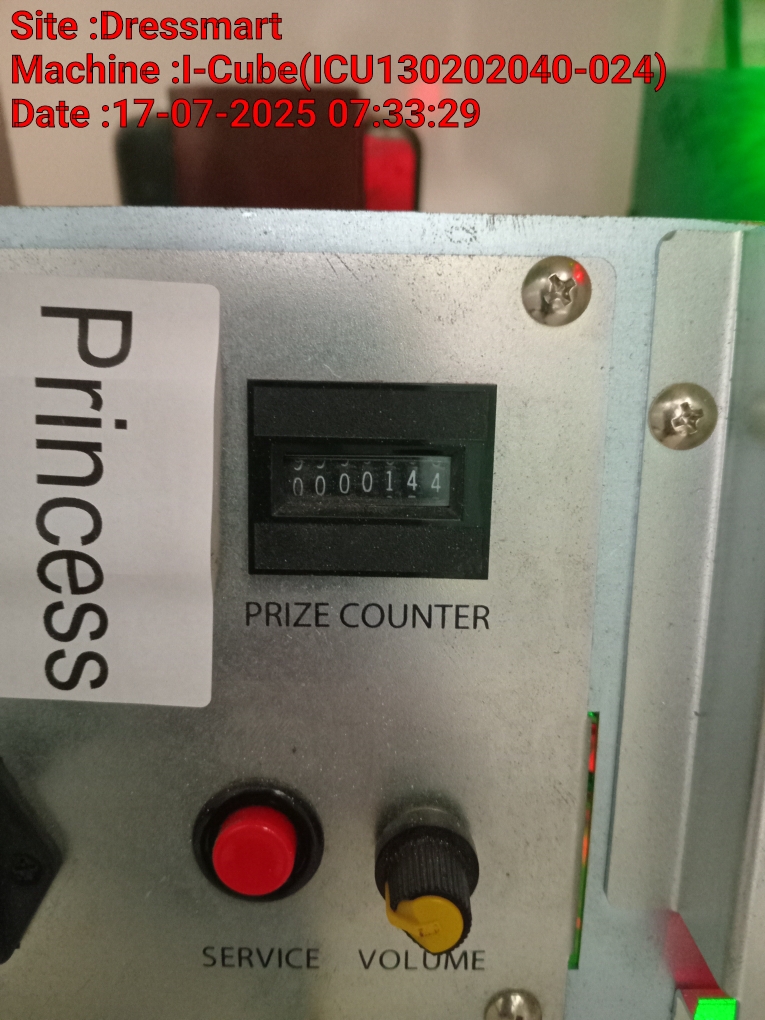 Site :Dressmart
Machine :I-Cube(ICU130202040-024)
Date :17-07-2025 07:33:29
Princess
0000144
PRIZE COUNTER
SERVICE VOLUME